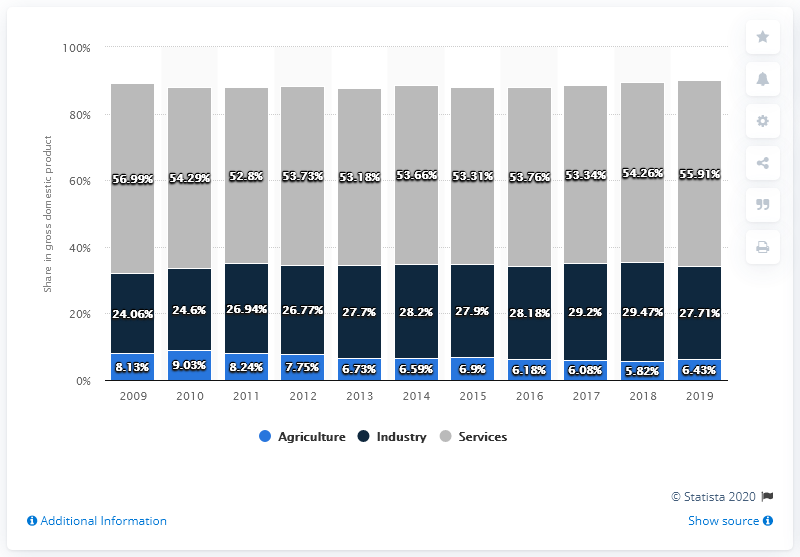 100%
80%
60%
40%
20%
0%
Share in gross domestic product
56.99% 54.29% 52.8% 53.73% 53.18% 53.66% 53.31% 53.76% 53.34% 54.26% 55.91%
24.06% 24.6% 26.94% 26.77% 27.7% 28.2% 27.9% 28.18% 29.2% 29.47% 27.71%
8.13% 9.03% 8.24% 7.75% 6.73% 6.59% 6.9% 6.18% 6.08% 5.82% 6.43%
2009 2010 2011 2012 2013 2014 2015 2016 2017 2018 2019
Agriculture Industry Services
© Statista 2020
Additional Information Show source